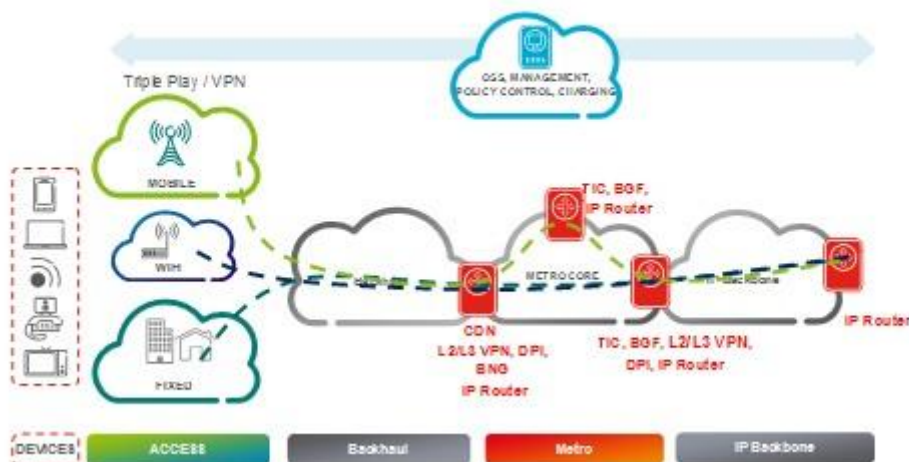 Triple Play / VPN
OSS, MANAGEMENT,
POLICY CONTROL, CHARGING
MOBILE
WIFI
FIXED
TIC, BGF,
IP Router
METRO CORE
IP Router
CDN
L2/L3 VPN, DPI,
BNG
IP Router
TIC, BGF, L2/L3 VPN,
DPI, IP Router
DEVICES
ACCESS
Backhaul
Metro
IP Backbone